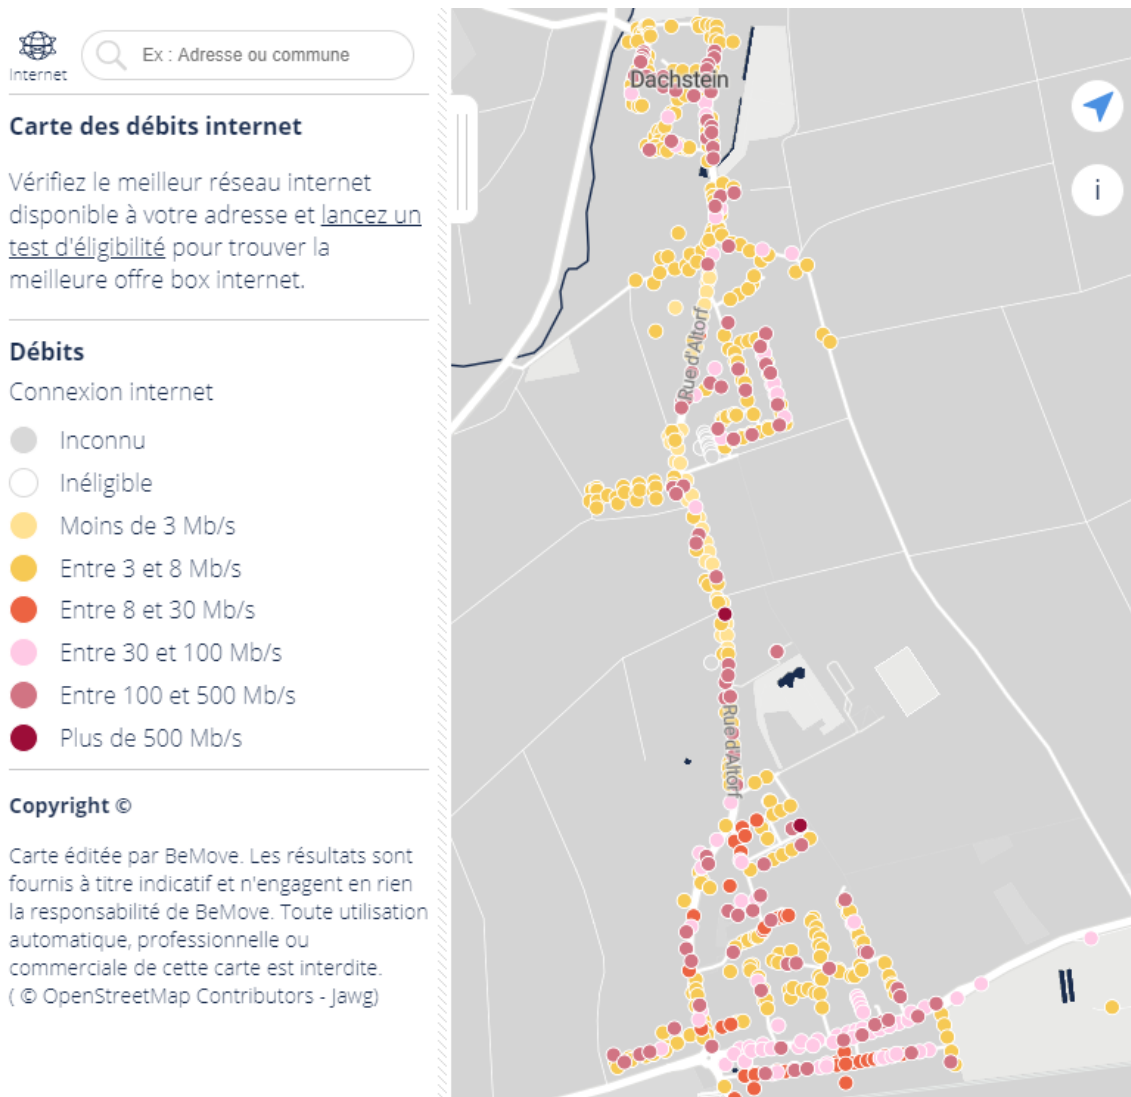 Internet
Ex : Adresse ou commune
Carte des débits internet
Vérifiez le meilleur réseau internet
disponible à votre adresse et lancez un
test d'éligibilité pour trouver la
meilleure offre box internet.
Débits
Connexion internet
Inconnu
Inéligible
Moins de 3 Mb/s
Entre 3 et 8 Mb/s
Entre 8 et 30 Mb/s
Entre 30 et 100 Mb/s
Entre 100 et 500 Mb/s
Plus de 500 Mb/s
Copyright ©
Carte éditée par BeMove. Les résultats sont
fournis à titre indicatif et n'engagent en rien
la responsabilité de BeMove. Toute utilisation
automatique, professionnelle ou
commerciale de cette carte est interdite.
( © OpenStreetMap Contributors - Jawg)
Dachstein
i
Rue d'Altorf
Rue d'Altorf